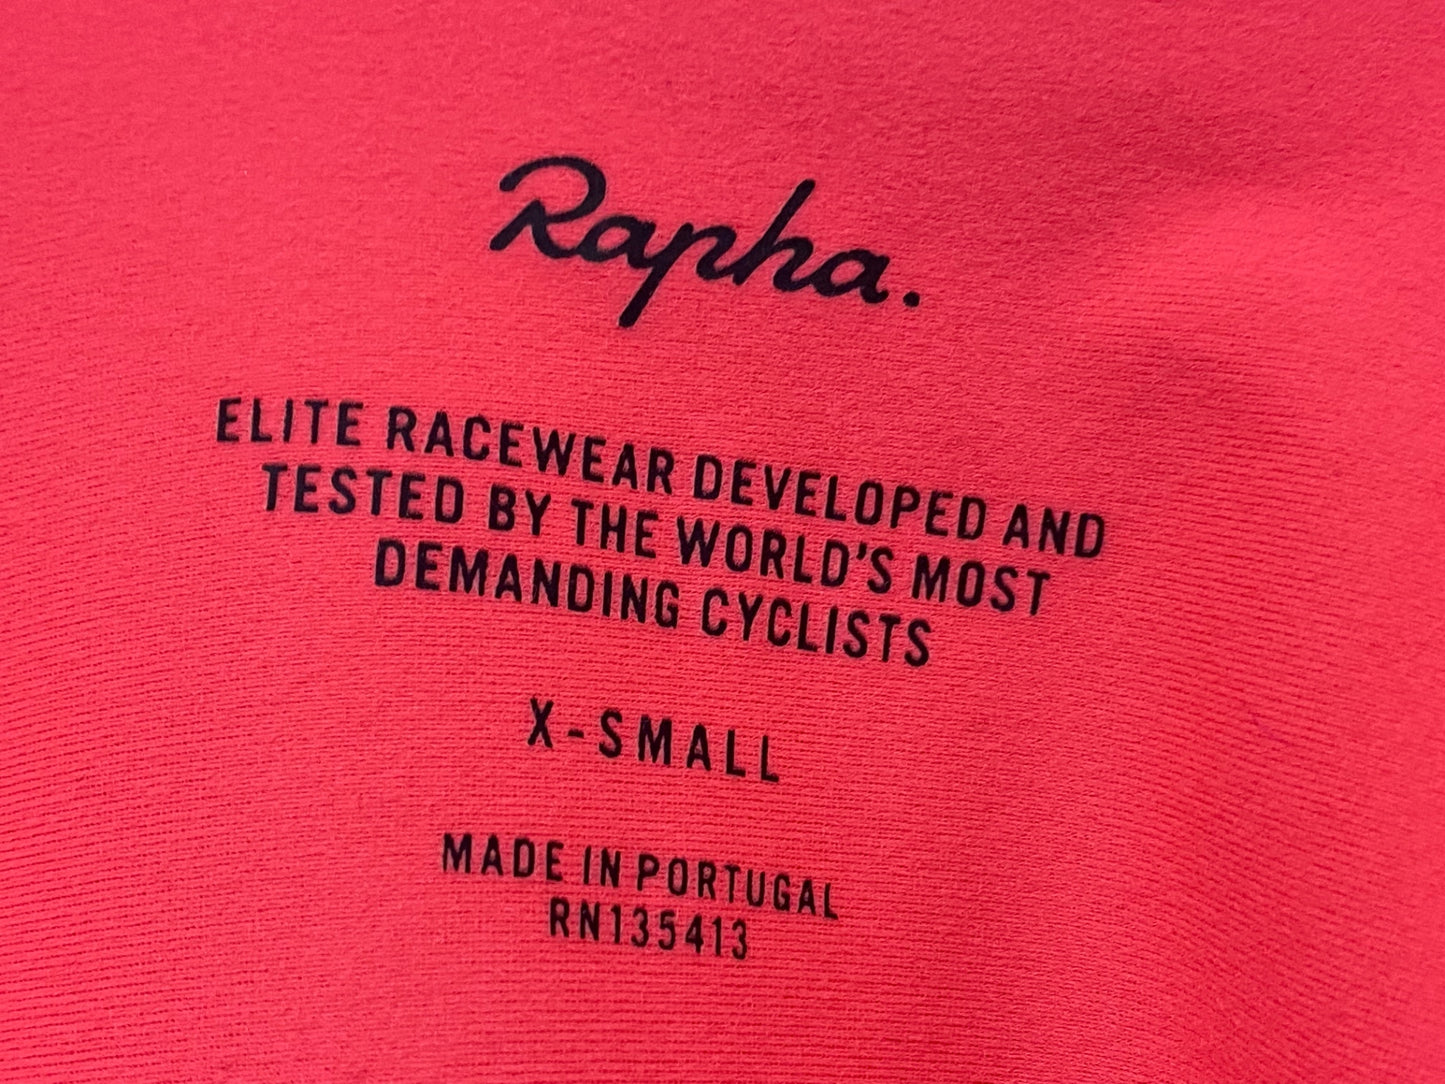 Rapha.
ELITE RACEWEAR DEVELOPED AND
TESTED BY THE WORLD'S MOST
DEMANDING CYCLISTS
X-SMALL
MADE IN PORTUGAL
RN135413